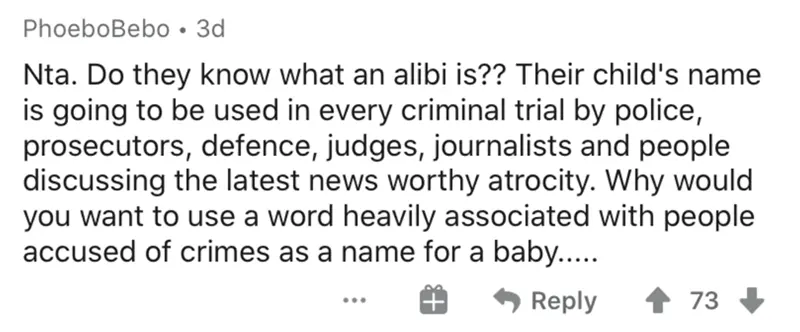 PhoeboBebo • 3d
Nta. Do they know what an alibi is?? Their child's name
is going to be used in every criminal trial by police,
prosecutors, defence, judges, journalists and people
discussing the latest news worthy atrocity. Why would
you want to use a word heavily associated with people
accused of crimes as a name for a baby.....
... Reply 73